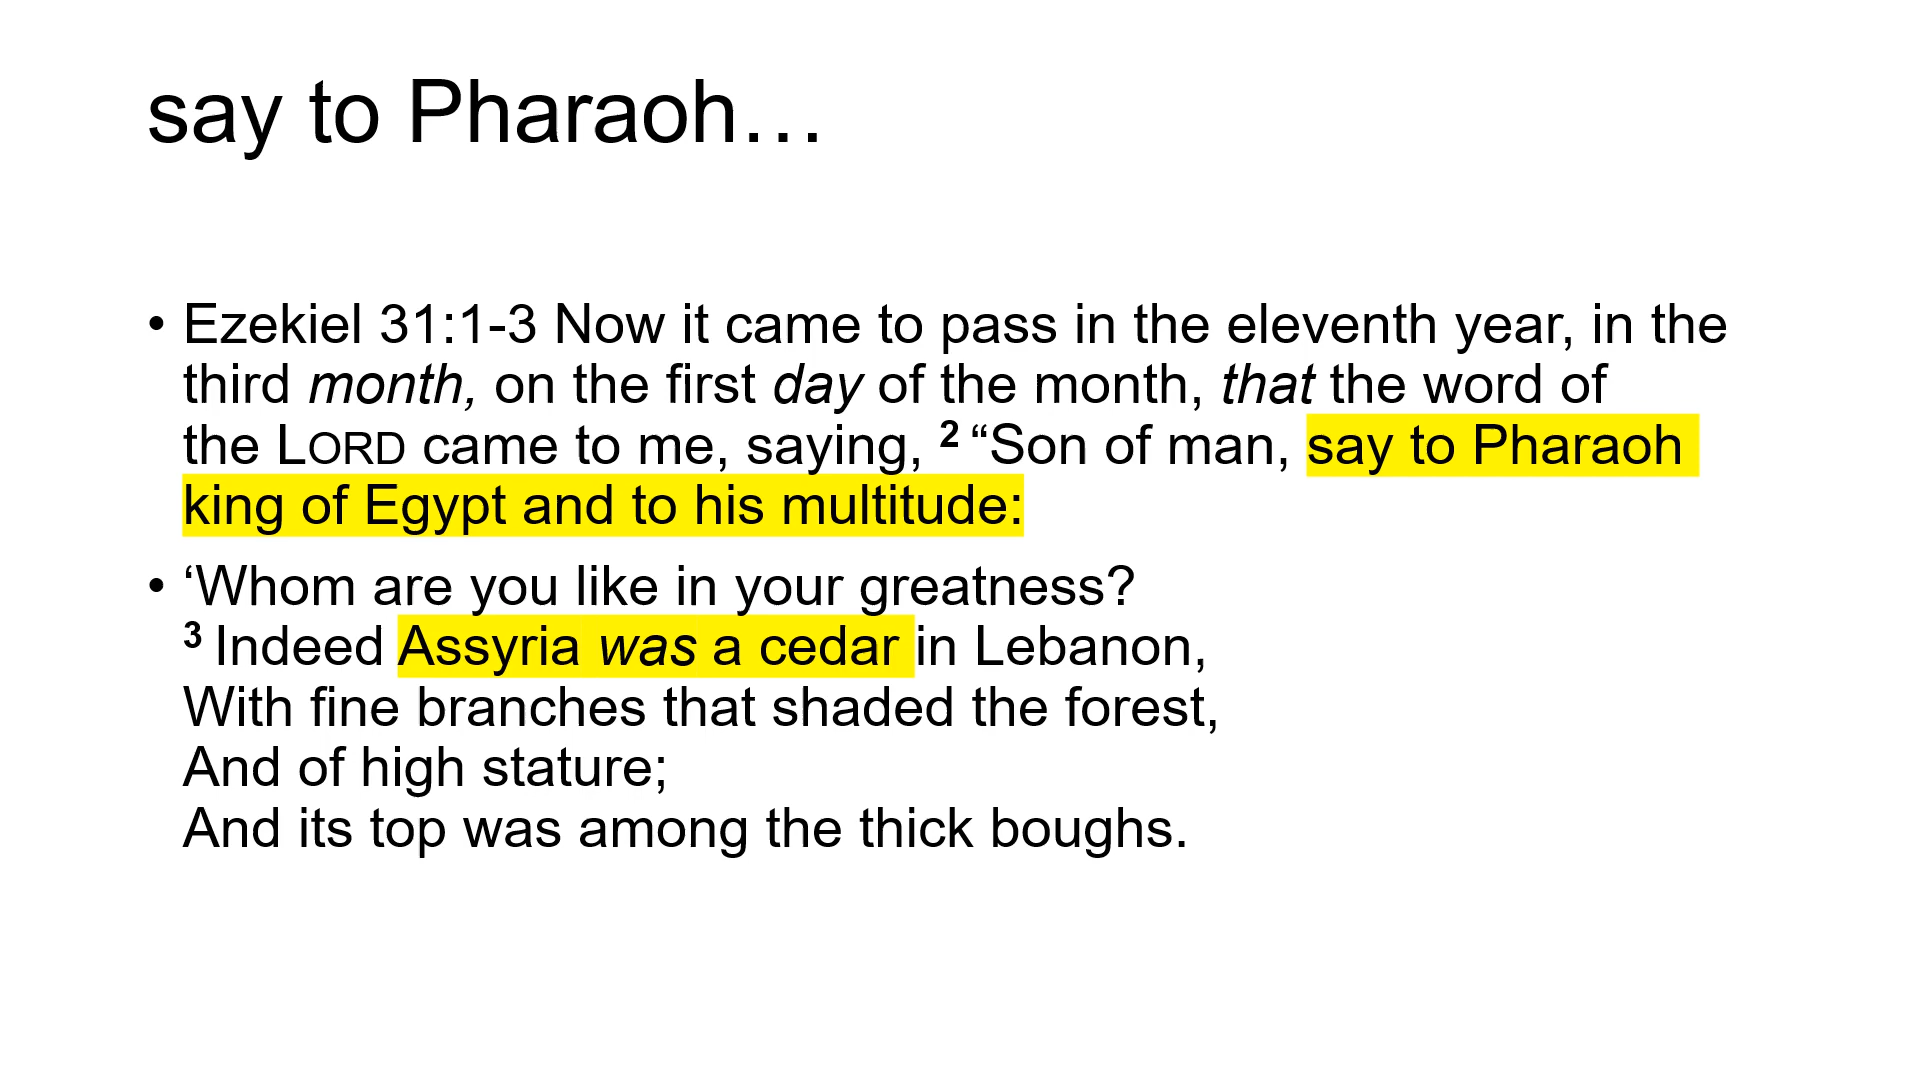 say to Pharaoh…
• Ezekiel 31:1-3 Now it came to pass in the eleventh year, in the
third month, on the first day of the month, that the word of
the LORD came to me, saying, 2 “Son of man, say to Pharaoh
king of Egypt and to his multitude:
• ‘Whom are you like in your greatness?
3 Indeed Assyria was a cedar in Lebanon,
With fine branches that shaded the forest,
And of high stature;
And its top was among the thick boughs.